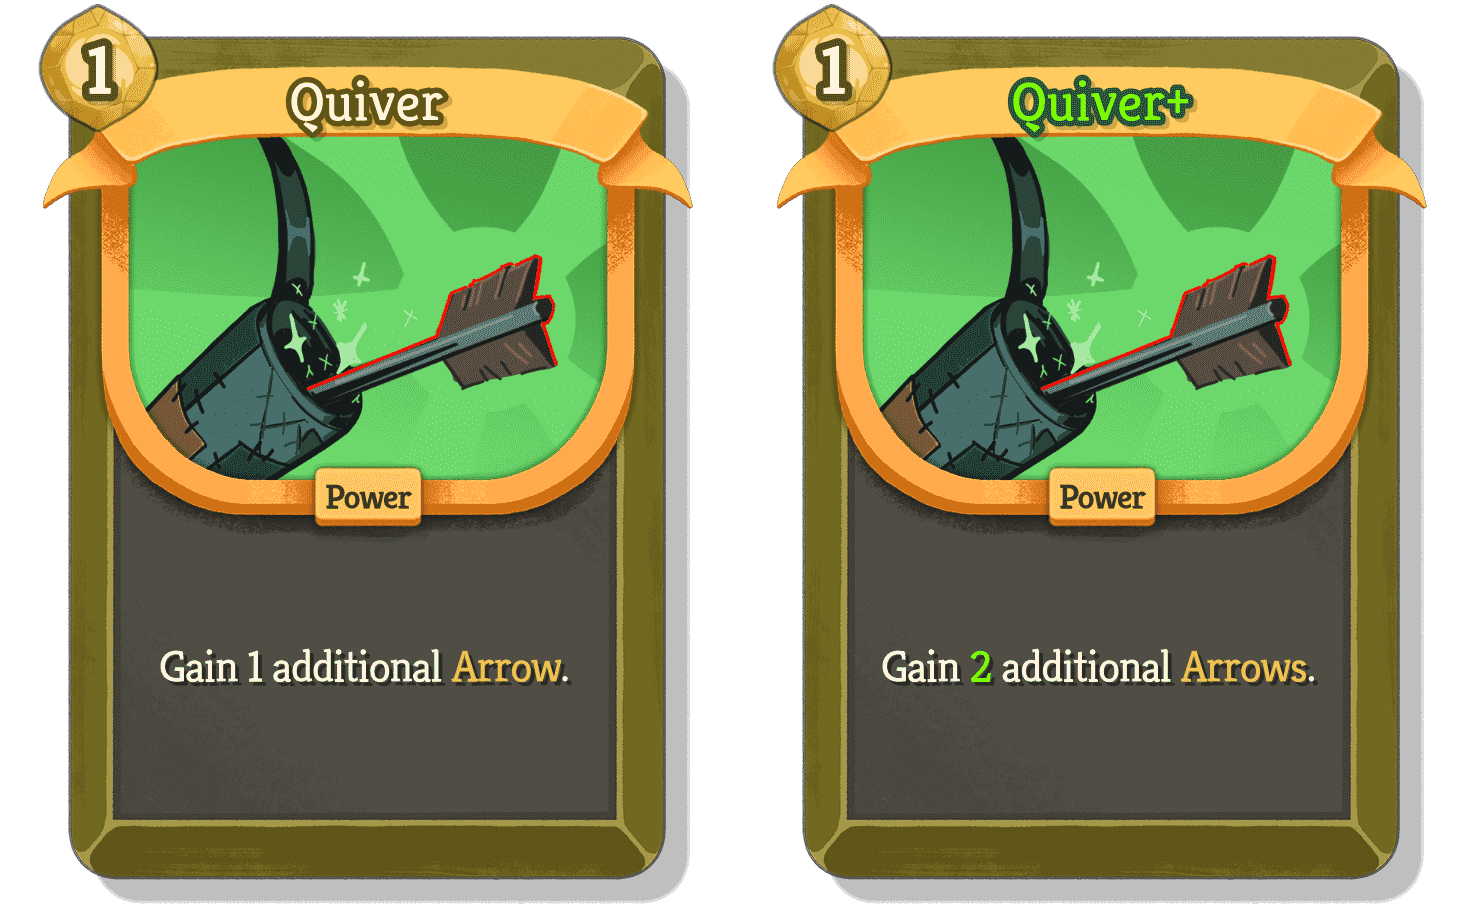 1
Quiver
Power
Gain 1 additional Arrow.
1
Quiver+
Power
Gain 2 additional Arrows.